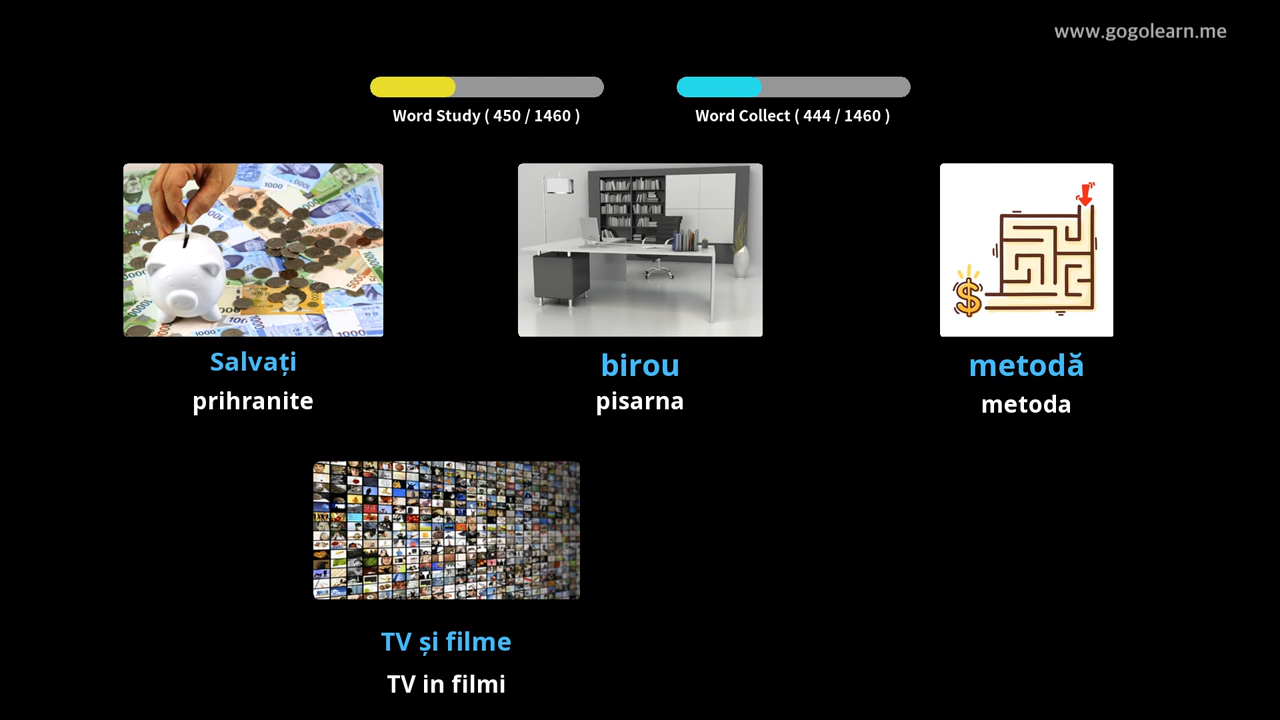 www.gogolearn.me
Word Study ( 450 / 1460 )
Word Collect ( 444 / 1460 )
Salvați
prihranite
birou
pisarna
metodă
metoda
TV și filme
TV in filmi